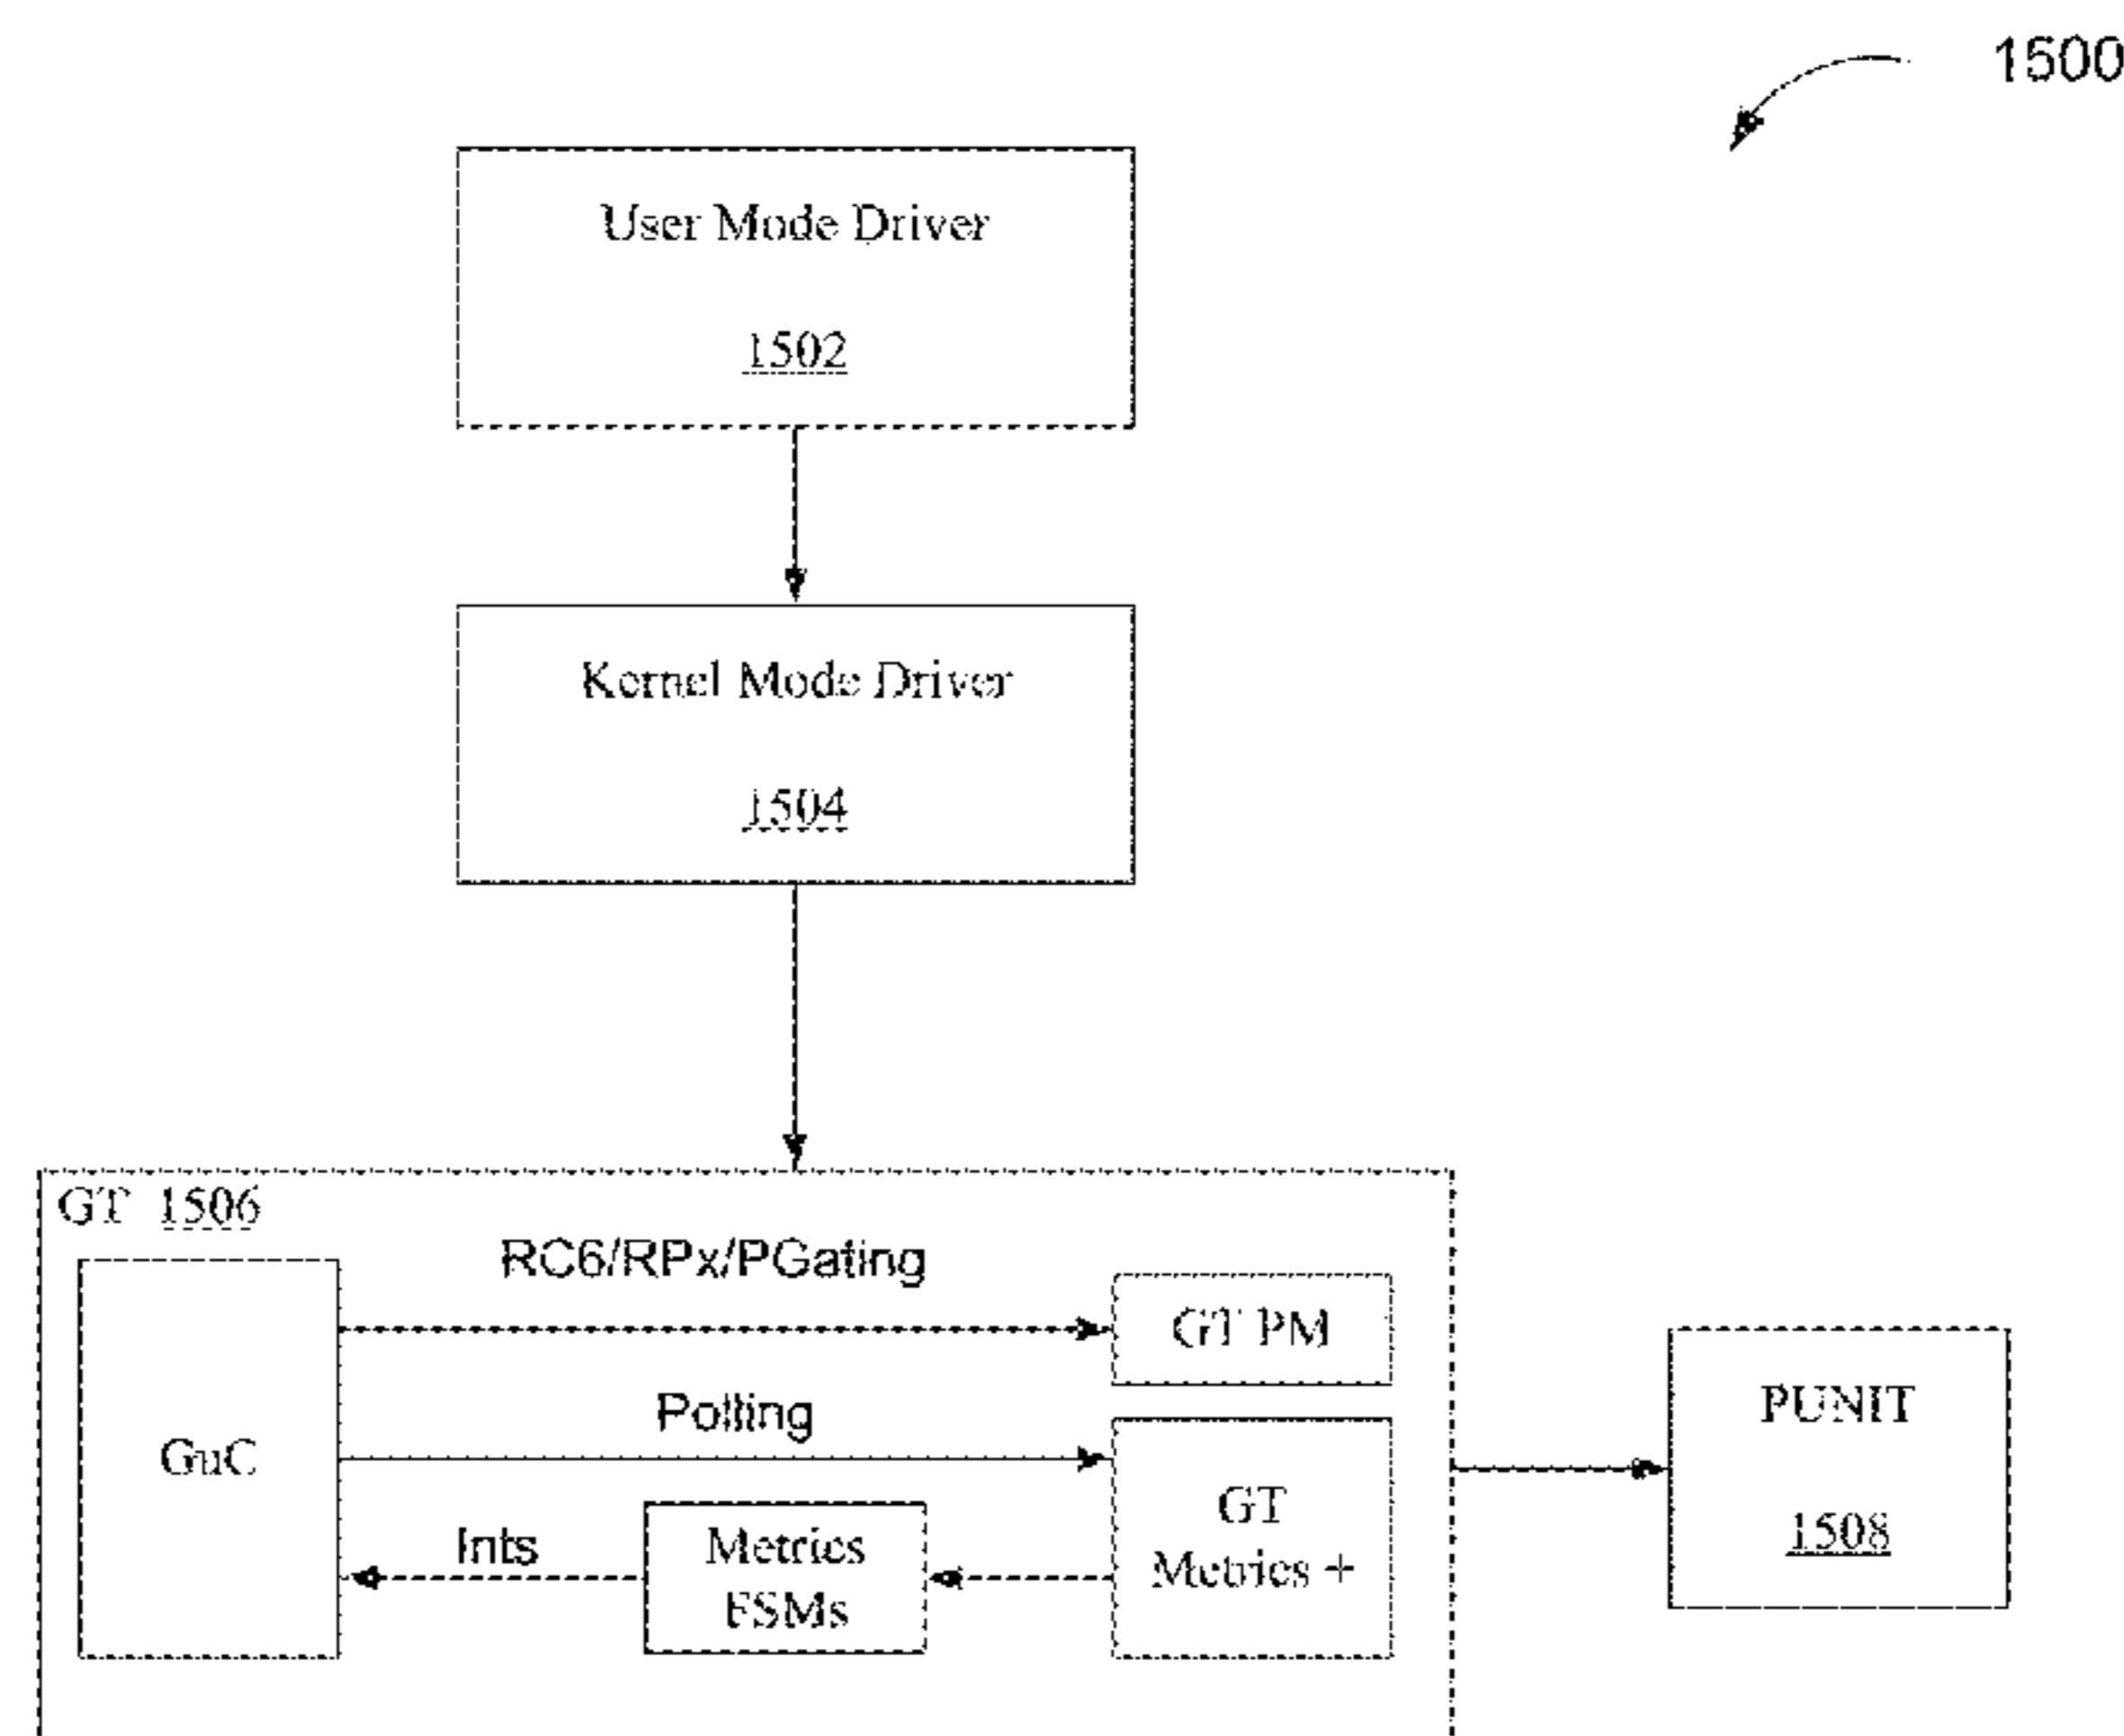 1500
User Mode Driver
1502
Kernel Mode Driver
1504
GT 1506
RC6/RPx/PGating
GT PM
Polling
GuC
GT
Metrics +
Ints
Metrics
FSMs
PUNIT
1508